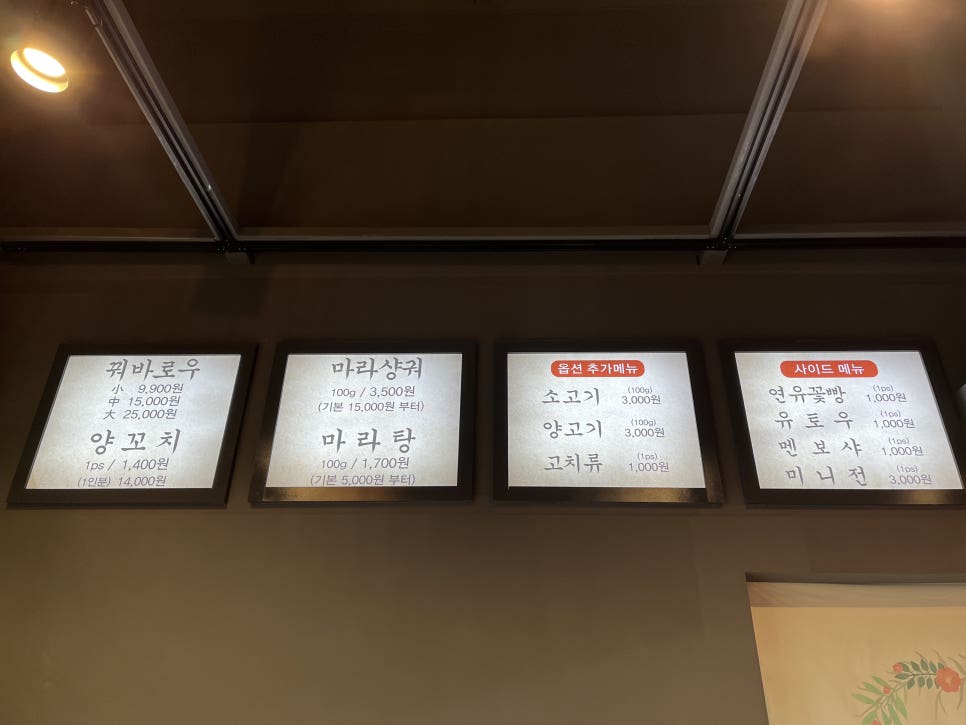 꿔바로우
小 9,900원
中 15,000원
大 25,000원
양꼬치
1ps / 1,400원
(1인분) 14,000원
마라샹궈
100g / 3,500원
(기본 15,000원 부터)
마라탕
100g / 1,700원
(기본 5,000원 부터)
옵션 추가메뉴
소고기 (100g) 3,000원
양고기 (100g) 3,000원
고치류 (1ps) 1,000원
사이드 메뉴
연유꽃빵 (1ps) 1,000원
유토우 (1ps) 1,000원
멘보샤 (1ps) 1,000원
미니전 (1ps) 3,000원